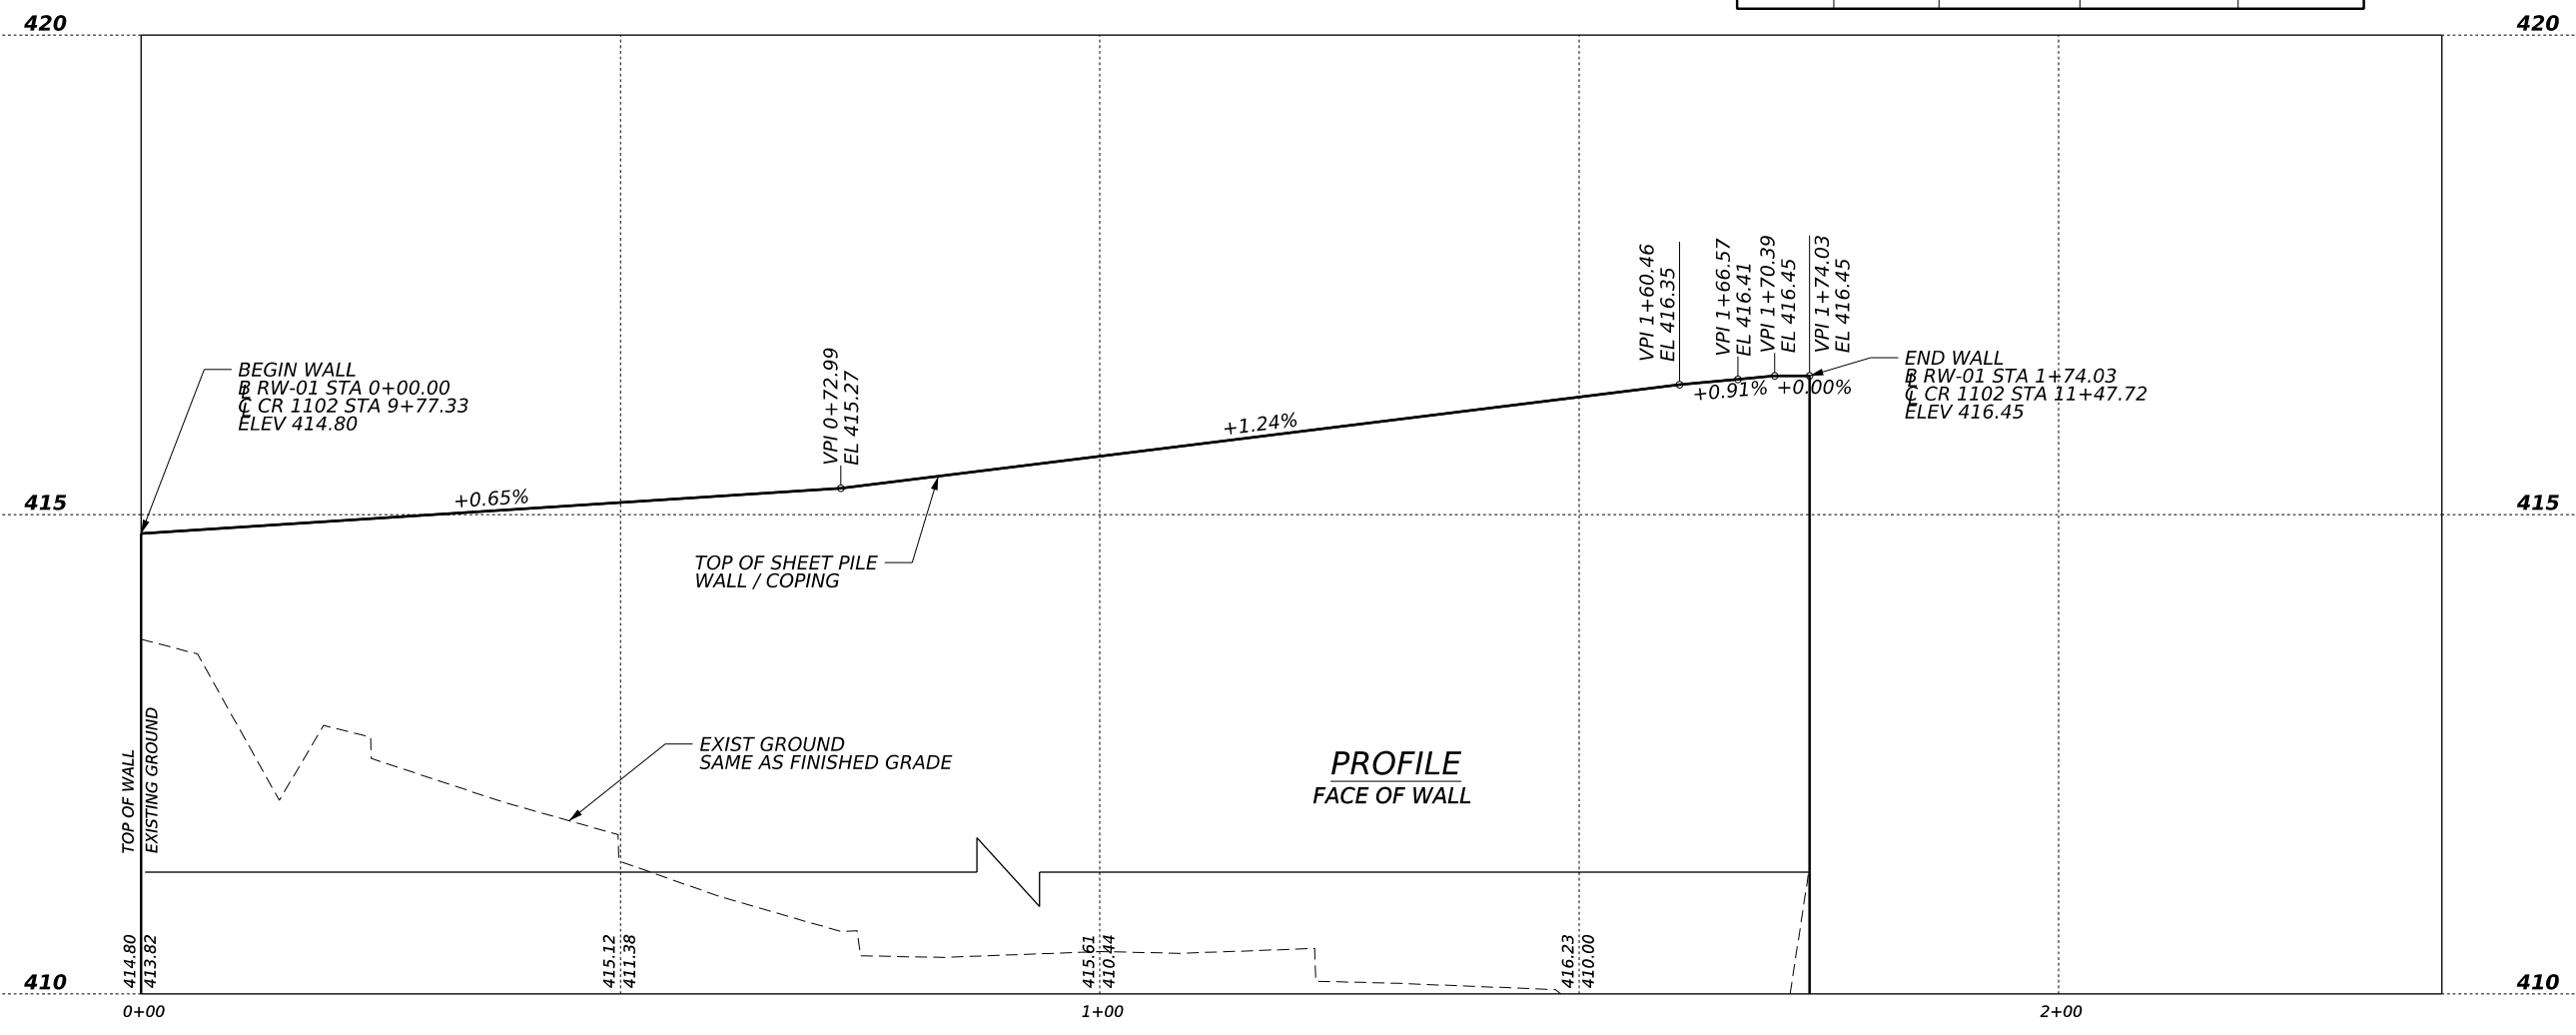 420
420
VPI 1+60.46
EL 416.35
VPI 1+66.57
EL 416.41
VPI 1+70.39
EL 416.45
VPI 1+74.03
EL 416.45
BEGIN WALL
℄ RW-01 STA 0+00.00
℄ CR 1102 STA 9+77.33
ELEV 414.80
VPI 0+72.99
EL 415.27
END WALL
RW-01 STA 1+74.03
℄ CR 1102 STA 11+47.72
ELEV 416.45
+0.91%
+0.00%
+1.24%
+0.65%
415
415
TOP OF SHEET PILE
WALL / COPING
EXIST GROUND
SAME AS FINISHED GRADE
PROFILE
FACE OF WALL
TOP OF WALL
EXISTING GROUND
414.80
413.82
415.12
411.38
415.61
410.44
416.23
410.00
410
410
0+00
1+00
2+00